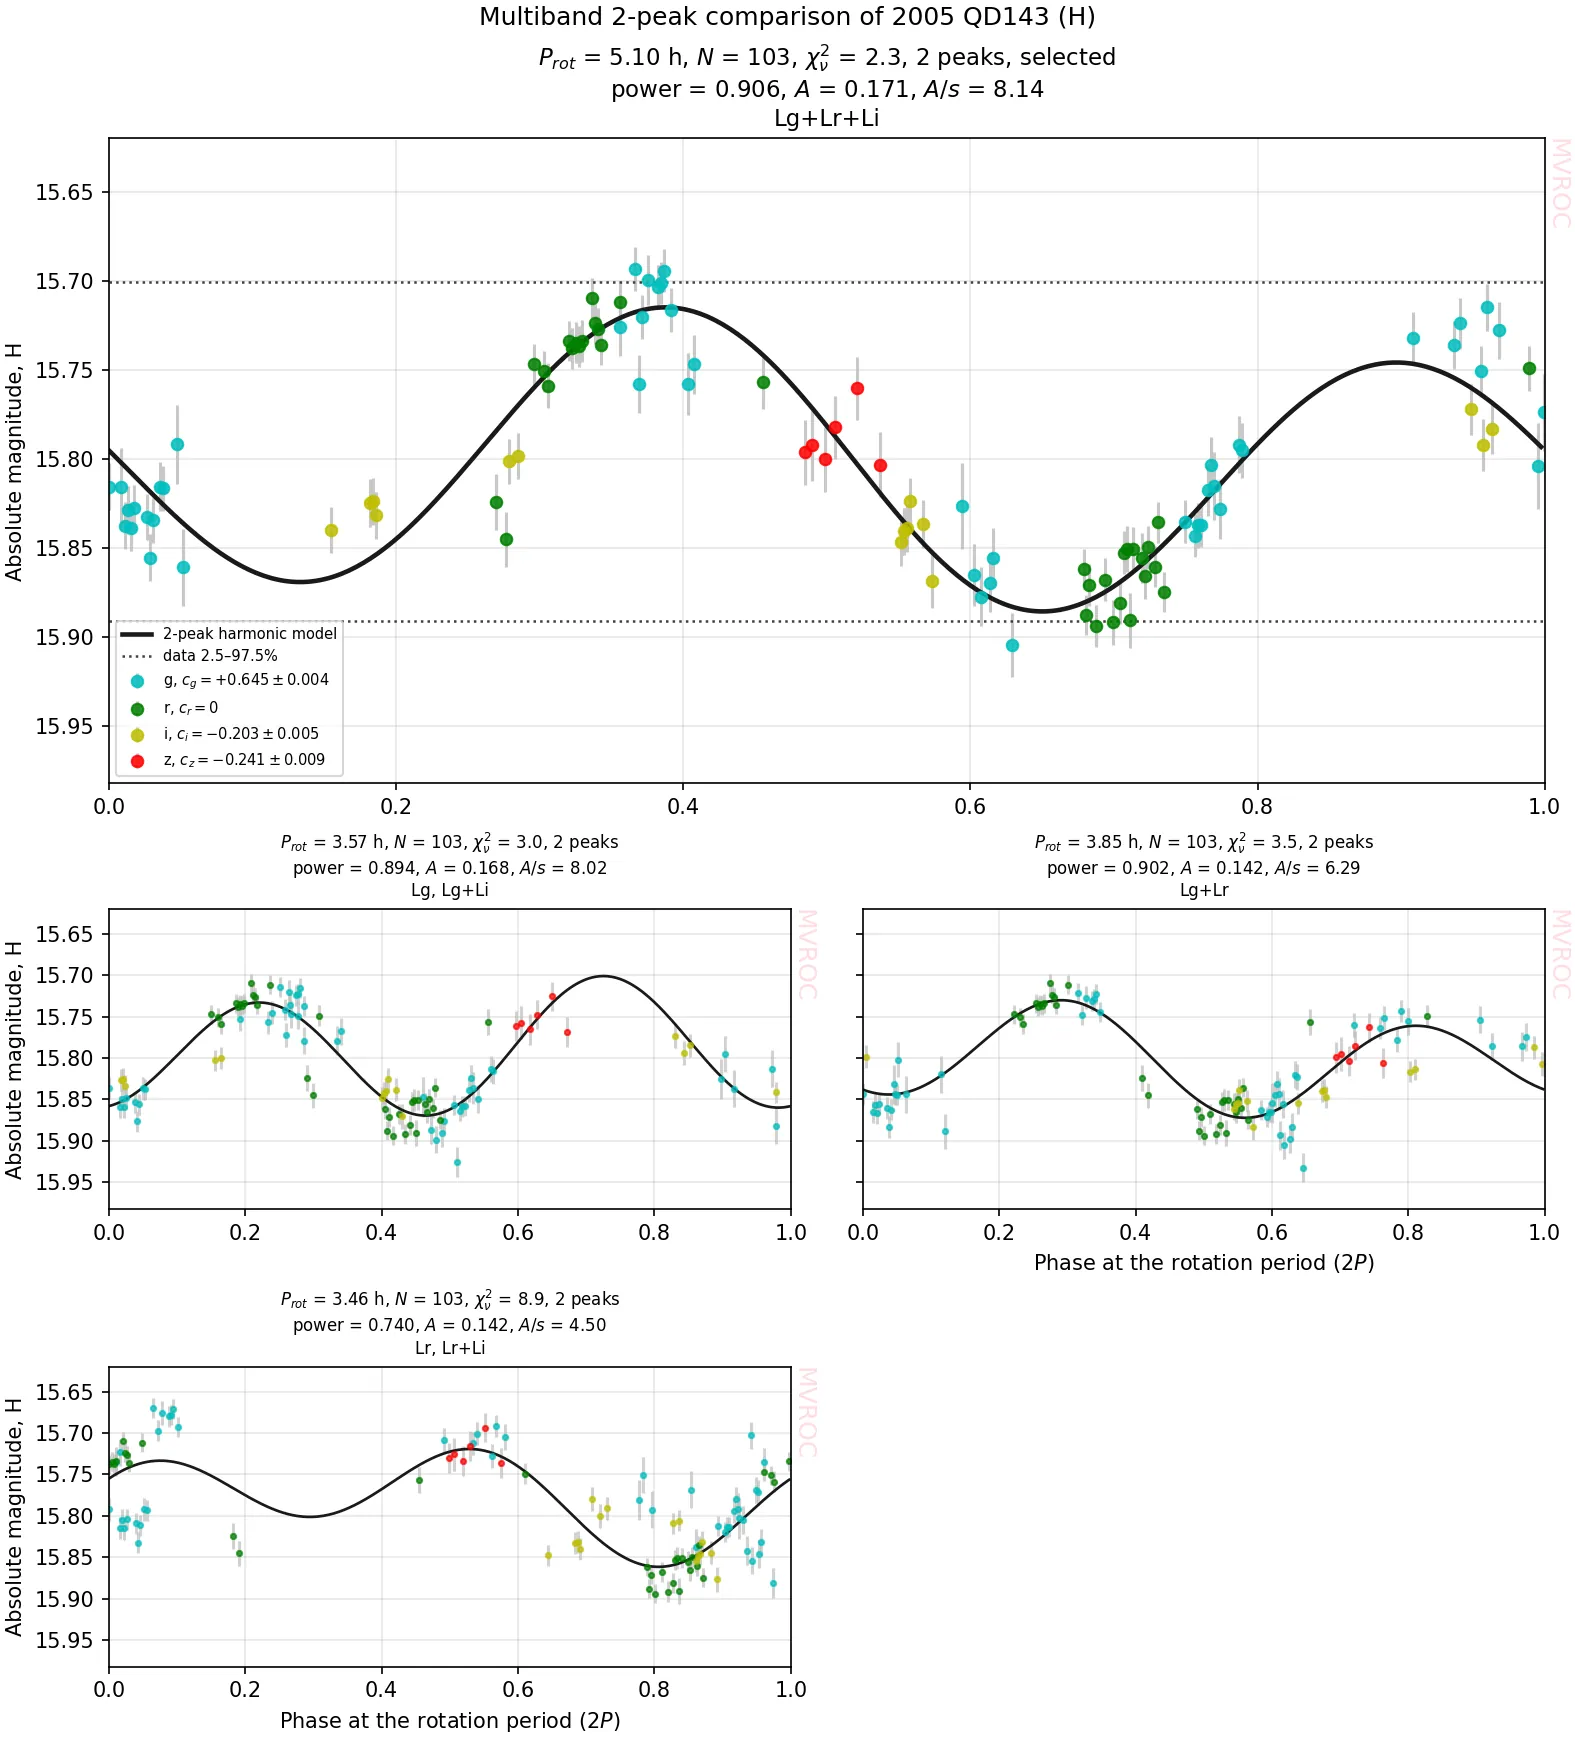 Multiband 2-peak comparison of 2005 QD143 (H)
P_rot = 5.10 h, N = 103, χ²_ν = 2.3, 2 peaks, selected
power = 0.906, A = 0.171, A/s = 8.14
Lg+Lr+Li
15.65
15.70
15.75
15.80
15.85
15.90
15.95
Absolute magnitude, H
MVROC
2-peak harmonic model
data 2.5–97.5%
g, c_g = +0.645 ± 0.004
r, c_r = 0
i, c_i = −0.203 ± 0.005
z, c_z = −0.241 ± 0.009
0.0 0.2 0.4 0.6 0.8 1.0
P_rot = 3.57 h, N = 103, χ²_ν = 3.0, 2 peaks
power = 0.894, A = 0.168, A/s = 8.02
Lg, Lg+Li
15.65
15.70
15.75
15.80
15.85
15.90
15.95
Absolute magnitude, H
MVROC
0.0 0.2 0.4 0.6 0.8 1.0
P_rot = 3.85 h, N = 103, χ²_ν = 3.5, 2 peaks
power = 0.902, A = 0.142, A/s = 6.29
Lg+Lr
MVROC
0.0 0.2 0.4 0.6 0.8 1.0
Phase at the rotation period (2P)
P_rot = 3.46 h, N = 103, χ²_ν = 8.9, 2 peaks
power = 0.740, A = 0.142, A/s = 4.50
Lr, Lr+Li
15.65
15.70
15.75
15.80
15.85
15.90
15.95
Absolute magnitude, H
MVROC
0.0 0.2 0.4 0.6 0.8 1.0
Phase at the rotation period (2P)